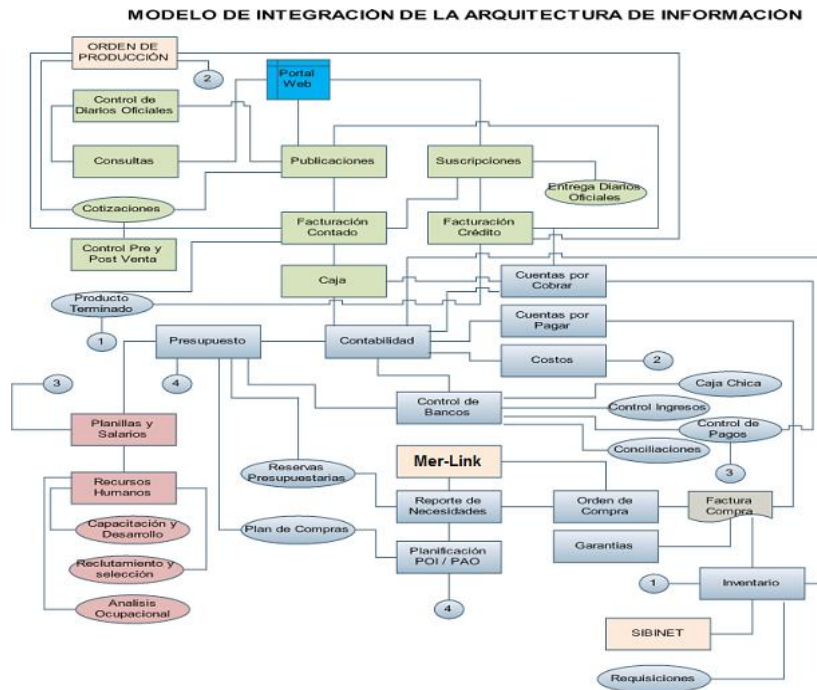 MODELO DE INTEGRACIÓN DE LA ARQUITECTURA DE INFORMACIÓN
ORDEN DE
PRODUCCIÓN
2
Portal
Web
Control de
Diarios Oficiales
Consultas
Publicaciones
Suscripciones
Entrega Diarios
Oficiales
Cotizaciones
Facturación
Contado
Facturación
Crédito
Control Pre y
Post Venta
Caja
Cuentas por
Cobrar
Producto
Terminado
Cuentas por
Pagar
1
Presupuesto
Contabilidad
Costos
2
3
4
Caja Chica
Control de
Bancos
Control Ingresos
Planillas y
Salarios
Control de
Pagos
Conciliaciones
Mer-Link
3
Reservas
Presupuestarias
Recursos
Humanos
Reporte de
Necesidades
Orden de
Compra
Factura
Compra
Capacitación y
Desarrollo
Plan de Compras
Garantías
Planificación
POI / PAO
Reclutamiento y
selección
1
Inventario
Analisis
Ocupacional
4
SIBINET
Requisiciones